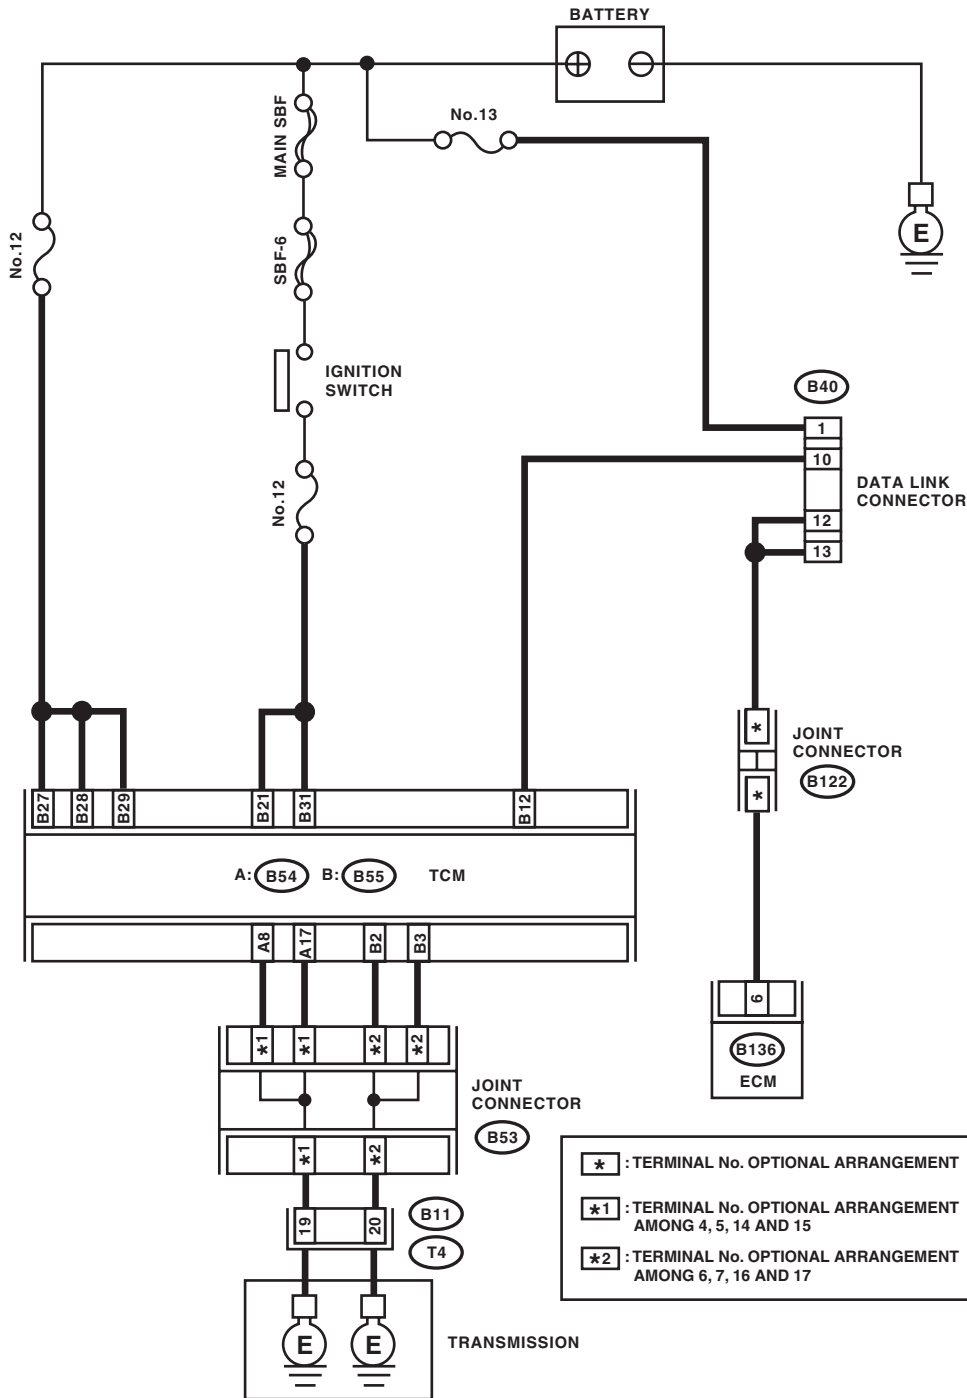 BATTERY
MAIN SBF
No.13
E
No.12
SBF-6
IGNITION
SWITCH
B40
1
10
12
13
DATA LINK
CONNECTOR
No.12
*
*
JOINT
CONNECTOR
B122
B27
B28
B29
B21
B31
B12
A: B54 B: B55 TCM
A8
A17
B2
B3
6
B136
ECM
*1
*1
*2
*2
JOINT
CONNECTOR
B53
*1
*2
19
20
B11
T4
E
E
TRANSMISSION
* : TERMINAL No. OPTIONAL ARRANGEMENT
*1 : TERMINAL No. OPTIONAL ARRANGEMENT
AMONG 4, 5, 14 AND 15
*2 : TERMINAL No. OPTIONAL ARRANGEMENT
AMONG 6, 7, 16 AND 17